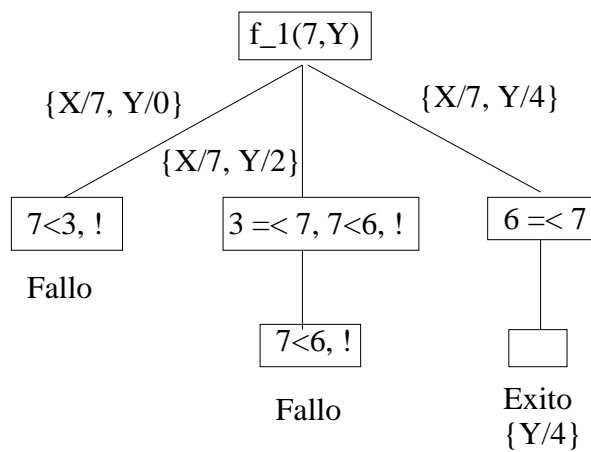 f_1(7,Y)
{X/7, Y/0}
{X/7, Y/2}
{X/7, Y/4}
7<3, !
3 =< 7, 7<6, !
6 =< 7
Fallo
7<6, !
Fallo
Exito
{Y/4}